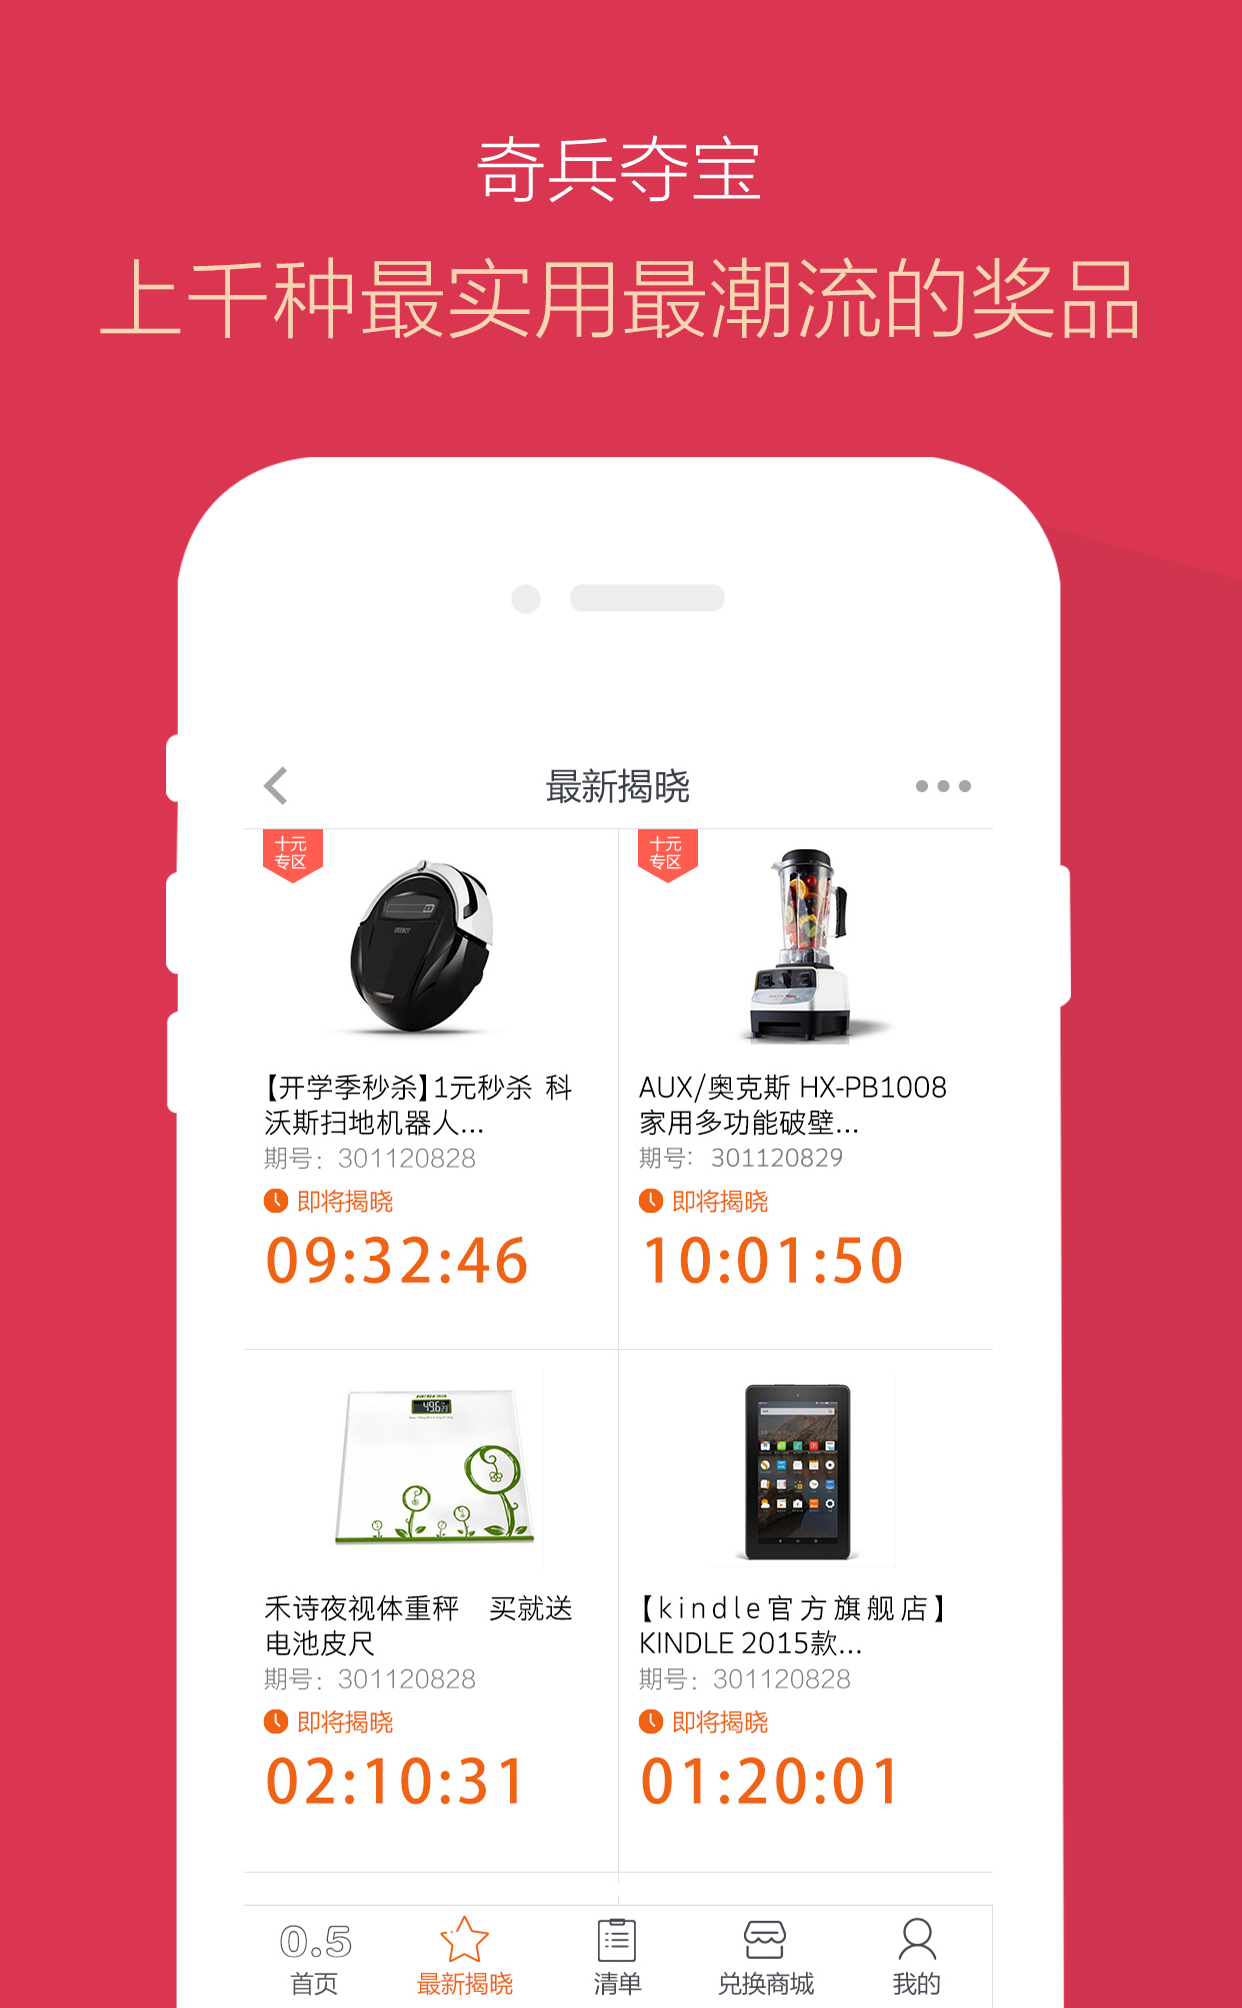 奇兵夺宝
上千种最实用最潮流的奖品
最新揭晓
十元
专区
DEEBOT
【开学季秒杀】1元秒杀 科
沃斯扫地机器人...
期号：301120828
即将揭晓
09:32:46
十元
专区
AUX/奥克斯 HX-PB1008
家用多功能破壁...
期号：301120829
即将揭晓
10:01:50
49.6
禾诗夜视体重秤 买就送
电池皮尺
期号：301120828
即将揭晓
02:10:31
【kindle官方旗舰店】
KINDLE 2015款...
期号：301120828
即将揭晓
01:20:01
0.5
首页
最新揭晓
清单
兑换商城
我的